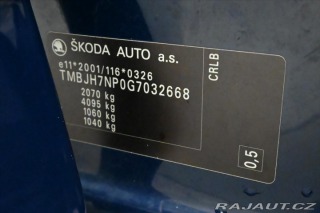 ŠKODA AUTO a.s.
e11*2001/116*0326
TMBJH7NP0G7032668
2070 kg
4095 kg
1060 kg
1040 kg
CRLB
0,5
RAJAUT.CZ